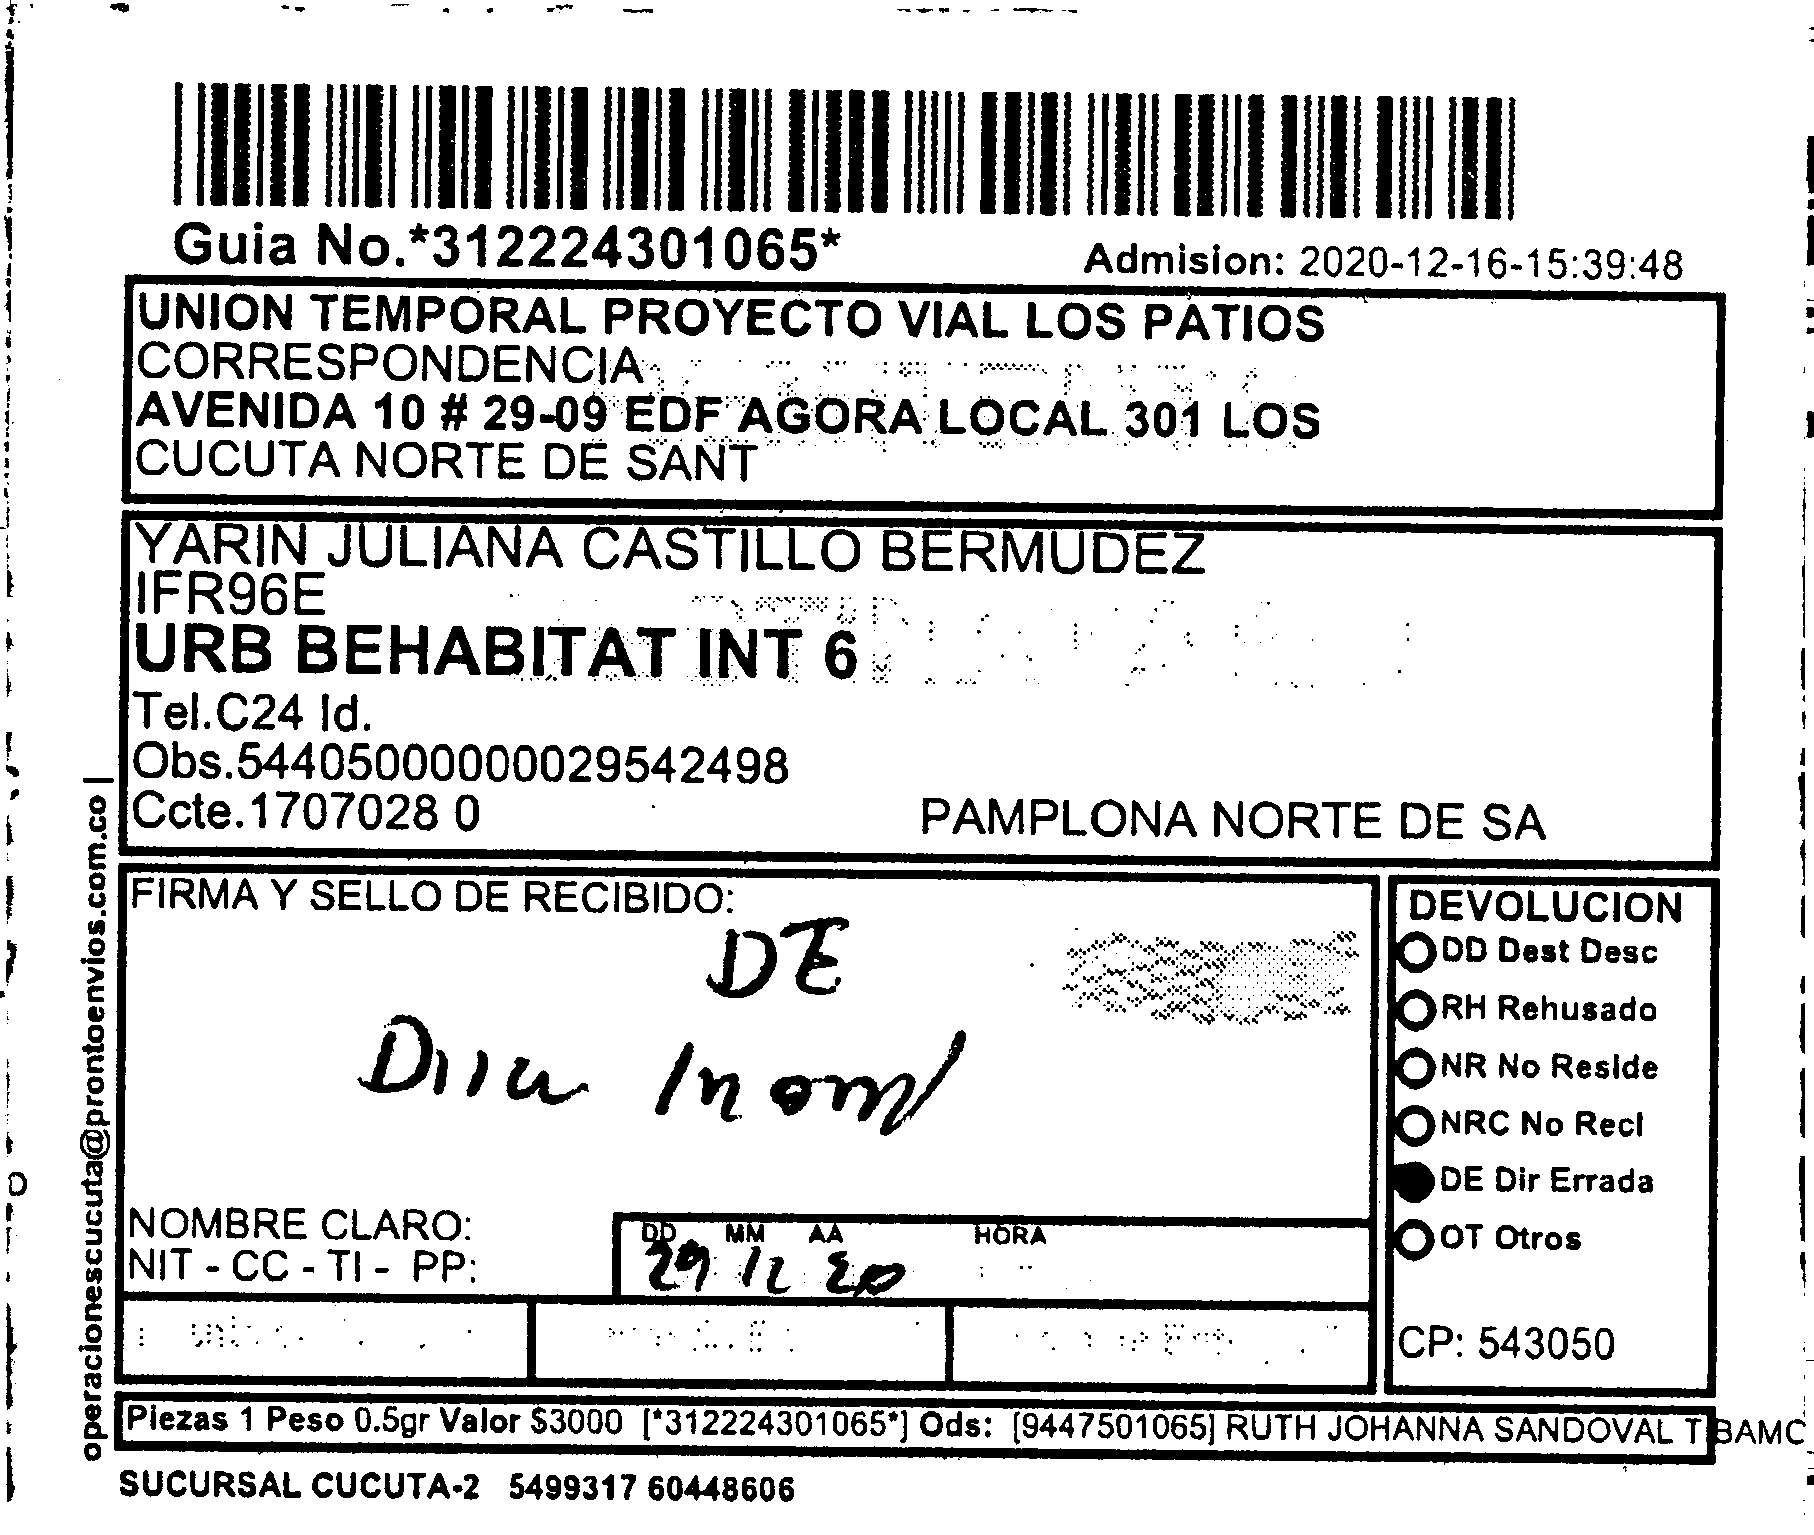 Guia No.*312224301065*
Admision: 2020-12-16-15:39:48
UNION TEMPORAL PROYECTO VIAL LOS PATIOS
CORRESPONDENCIA
AVENIDA 10 # 29-09 EDF AGORA LOCAL 301 LOS
CUCUTA NORTE DE SANT
YARIN JULIANA CASTILLO BERMUDEZ
IFR96E
URB BEHABITAT INT 6
Tel.C24 Id.
Obs.54405000000029542498
Ccte.1707028 0
PAMPLONA NORTE DE SA
operacionescucuta@prontoenvios.com.co |
FIRMA Y SELLO DE RECIBIDO:
DE
NOMBRE CLARO:
NIT - CC - TI - PP:
DD MM AA HORA
29 12 20
DEVOLUCION
DD Dest Desc
RH Rehusado
NR No Reside
NRC No Recl
DE Dir Errada
OT Otros
CP: 543050
Piezas 1 Peso 0.5gr Valor $3000 [*312224301065*] Ods: [9447501065] RUTH JOHANNA SANDOVAL TIBAMO
SUCURSAL CUCUTA-2 5499317 60448606